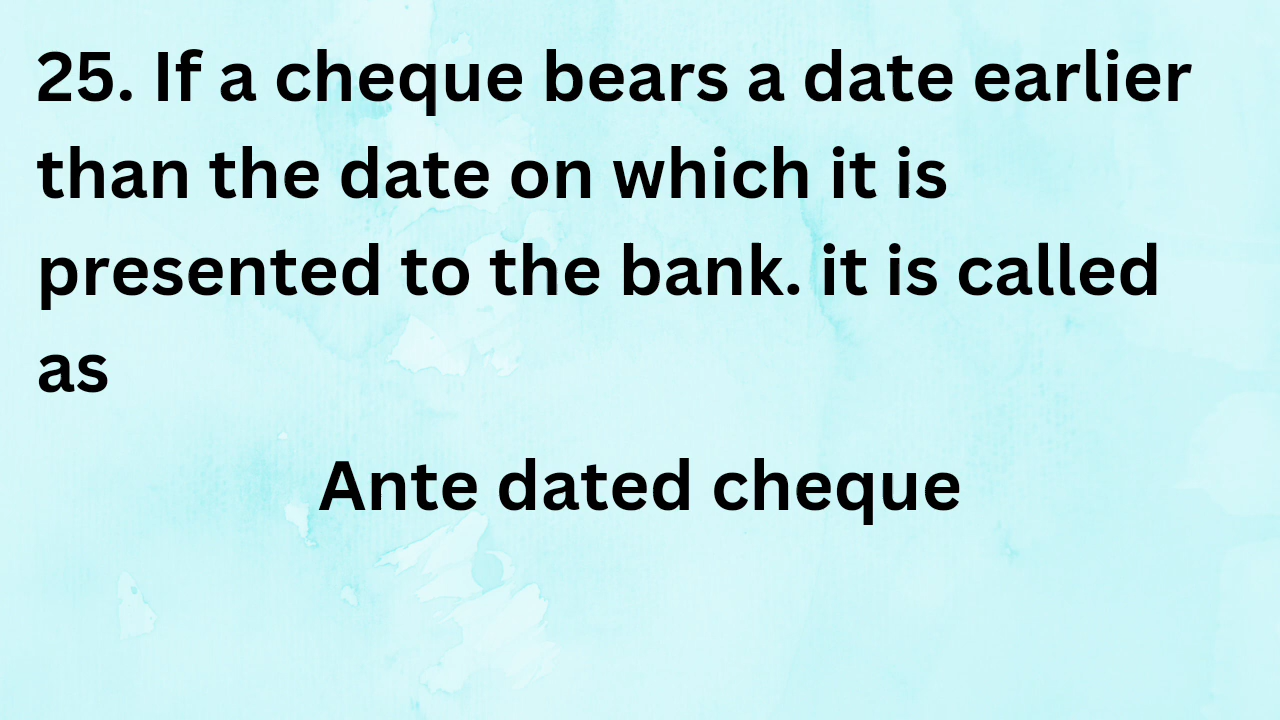 25. If a cheque bears a date earlier
than the date on which it is
presented to the bank. it is called
as
Ante dated cheque